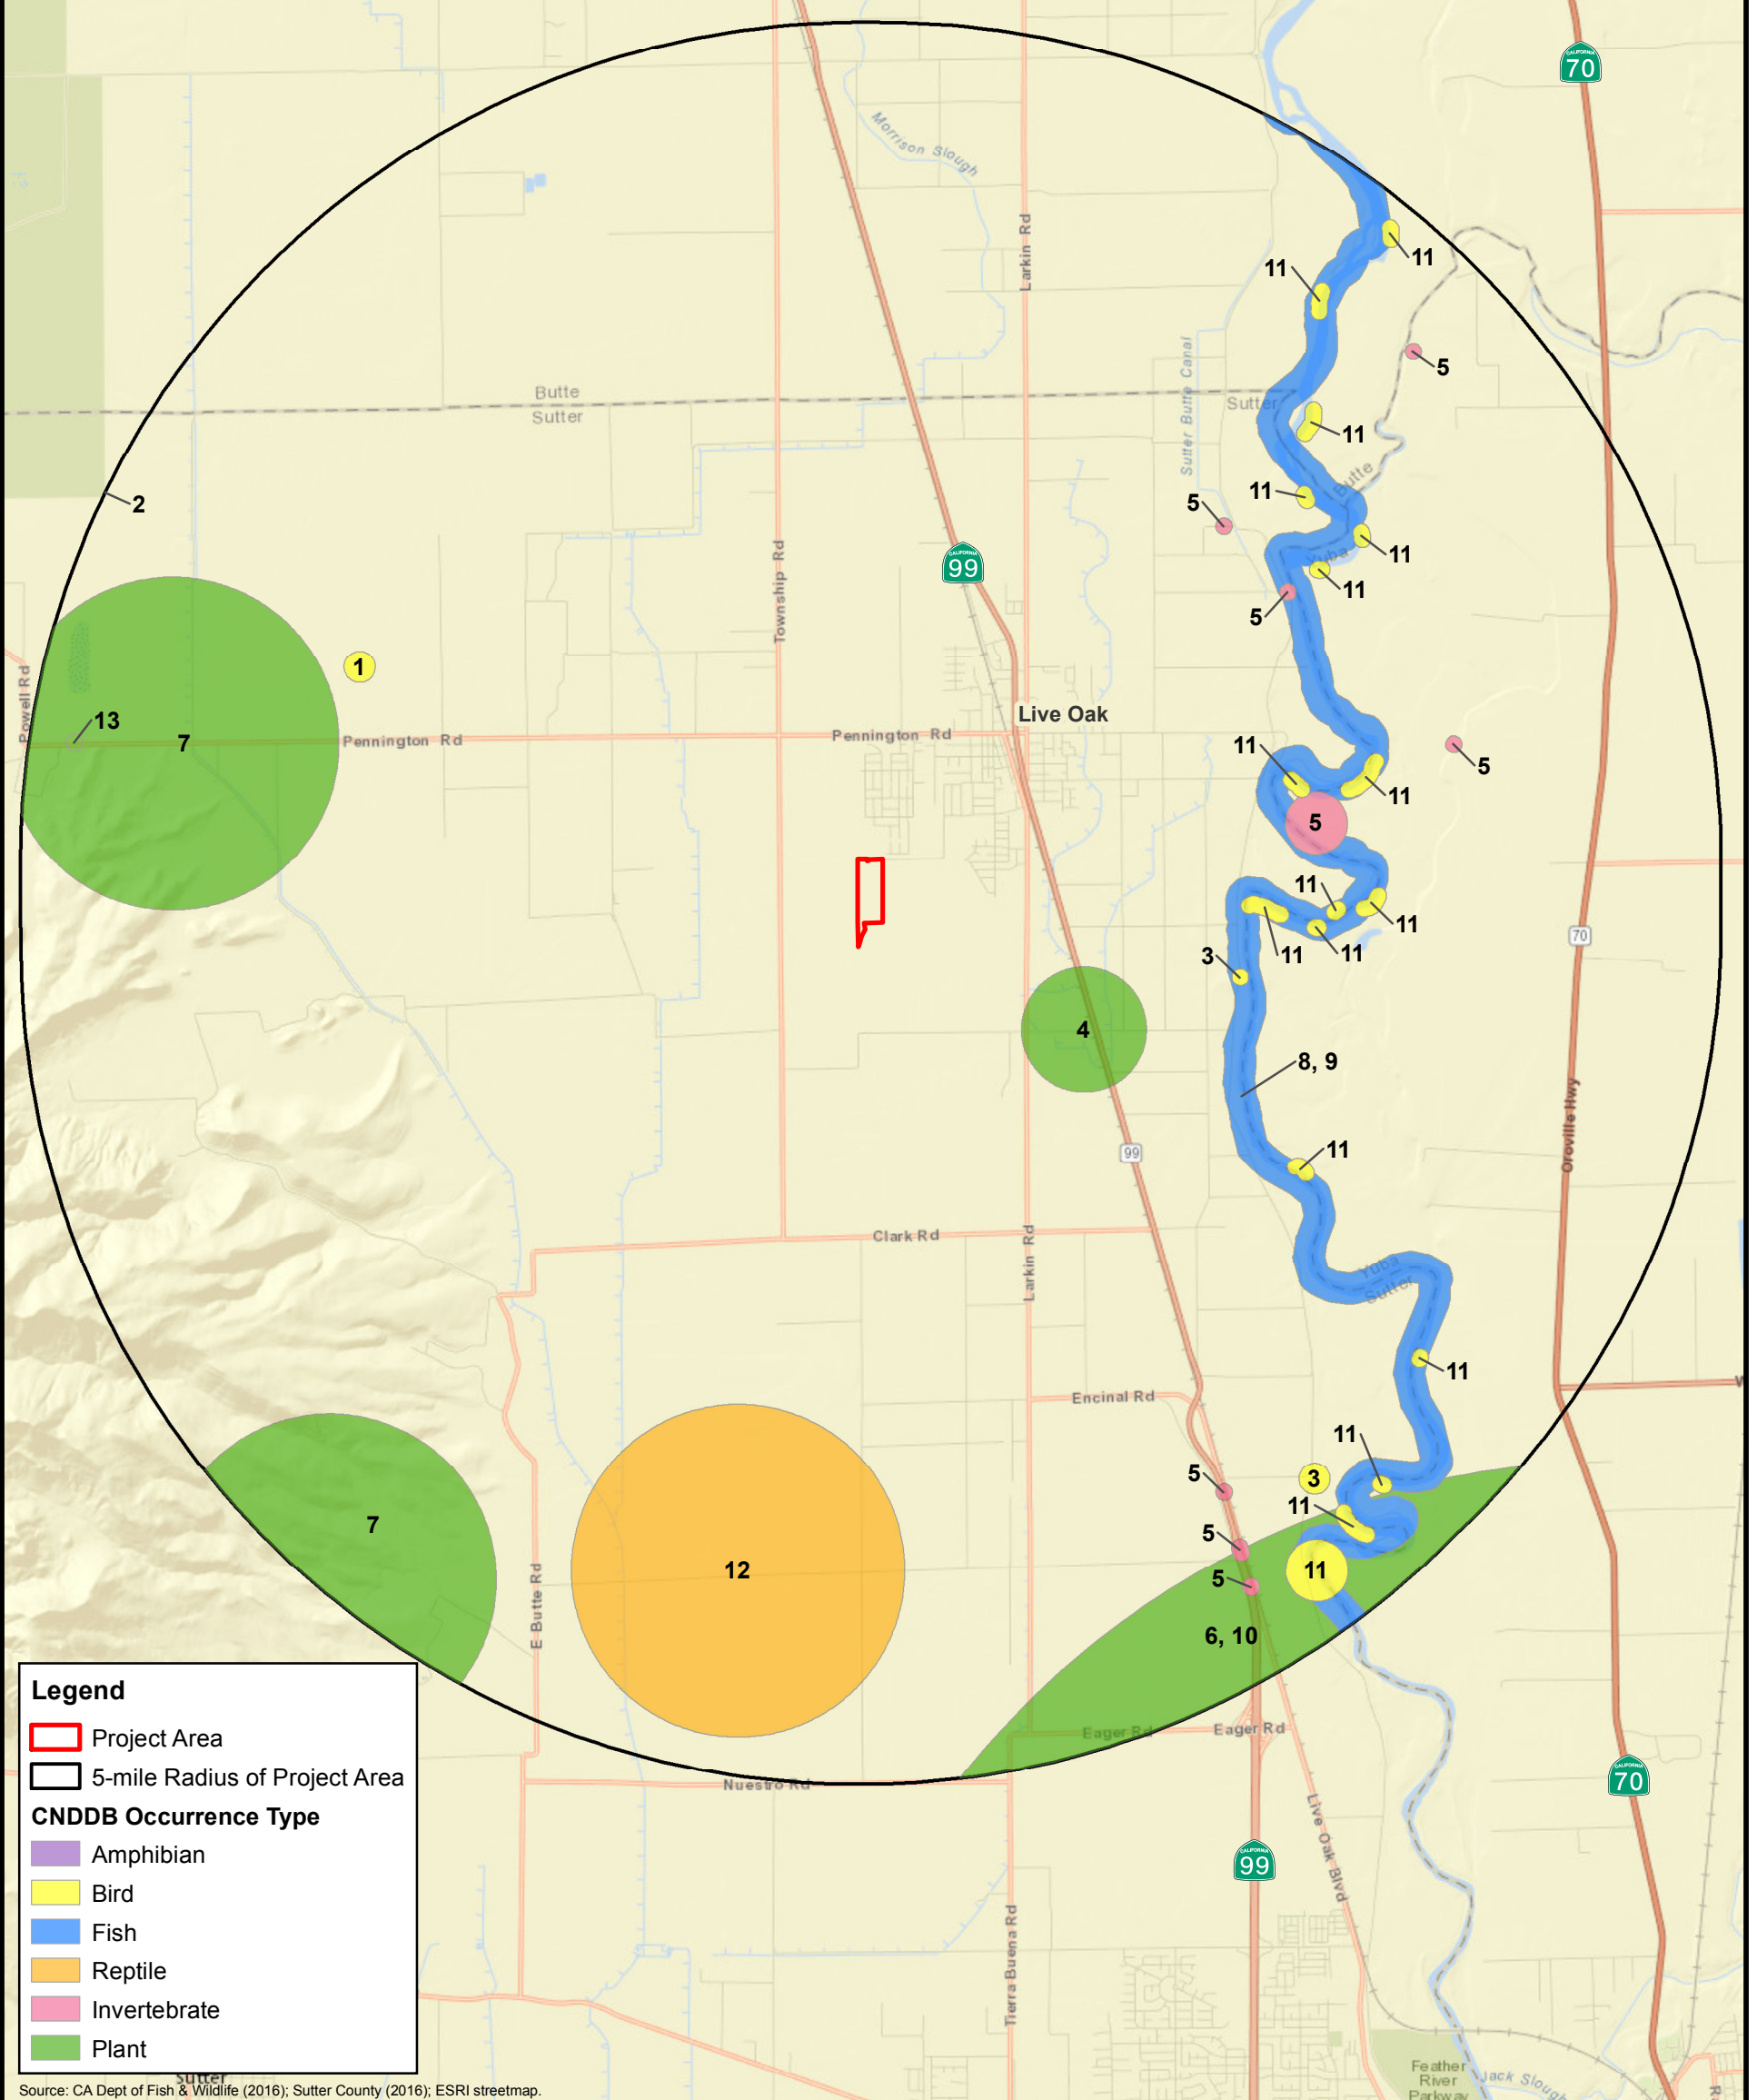 CALIFORNIA
70
Morrison Slough
Larkin Rd
11
11
Sutter Butte Canal
5
Butte
Sutter
Sutter
11
Butte
2
11
5
11
Yuba
CALIFORNIA
99
Township Rd
11
5
1
Powell Rd
13
7
Pennington Rd
Pennington Rd
Live Oak
11
5
11
5
11
11
11
11
3
70
4
8, 9
Oroville Hwy
11
99
Clark Rd
Larkin Rd
Yuba
Sutter
11
Encinal Rd
11
5
3
11
7
5
12
11
5
E Butte Rd
6, 10
Eager Rd
Eager Rd
Nuestro Rd
CALIFORNIA
70
Live Oak Blvd
CALIFORNIA
99
Tierra Buena Rd
Legend
Project Area
5-mile Radius of Project Area
CNDDB Occurrence Type
Amphibian
Bird
Fish
Reptile
Invertebrate
Plant
Sutter
Feather
River
Parkway
Jack Slough
Source: CA Dept of Fish & Wildlife (2016); Sutter County (2016); ESRI streetmap.